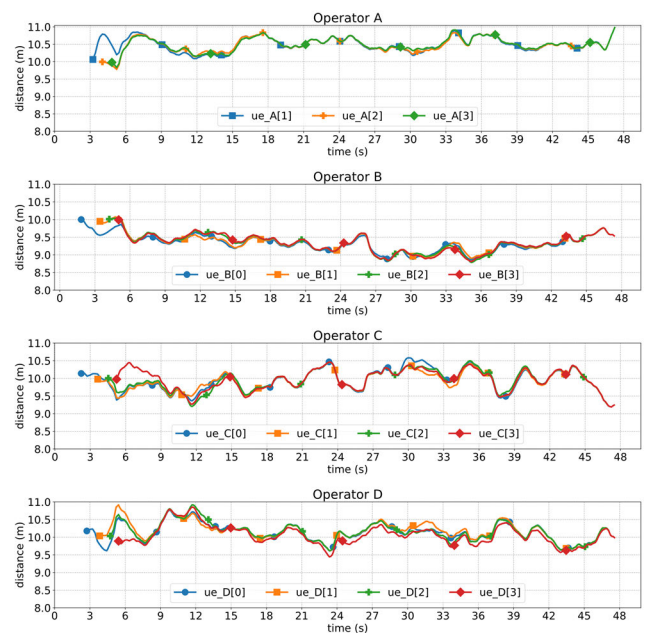 Operator A
distance (m)
11.0
10.5
10.0
9.5
9.0
8.5
8.0
ue_A[1] ue_A[2] ue_A[3]
0 3 6 9 12 15 18 21 24 27 30 33 36 39 42 45 48
time (s)
Operator B
distance (m)
11.0
10.5
10.0
9.5
9.0
8.5
8.0
ue_B[0] ue_B[1] ue_B[2] ue_B[3]
0 3 6 9 12 15 18 21 24 27 30 33 36 39 42 45 48
time (s)
Operator C
distance (m)
11.0
10.5
10.0
9.5
9.0
8.5
8.0
ue_C[0] ue_C[1] ue_C[2] ue_C[3]
0 3 6 9 12 15 18 21 24 27 30 33 36 39 42 45 48
time (s)
Operator D
distance (m)
11.0
10.5
10.0
9.5
9.0
8.5
8.0
ue_D[0] ue_D[1] ue_D[2] ue_D[3]
0 3 6 9 12 15 18 21 24 27 30 33 36 39 42 45 48
time (s)